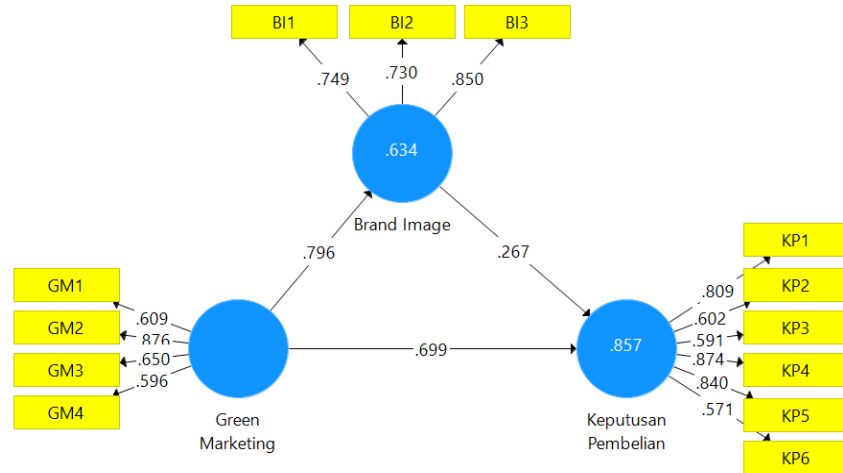 BI1
BI2
BI3
.749
.730
.850
.634
Brand Image
.796
.267
GM1
GM2
GM3
GM4
.609
.876
.650
.596
Green
Marketing
.699
.857
Keputusan
Pembelian
.809
.602
.591
.874
.840
.571
KP1
KP2
KP3
KP4
KP5
KP6